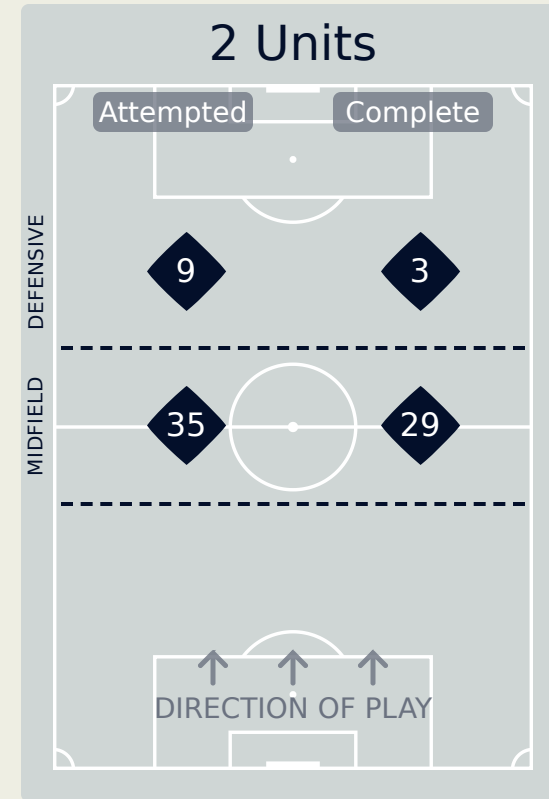 2 Units
Attempted Complete
DEFENSIVE
9 3
MIDFIELD
35 29
DIRECTION OF PLAY